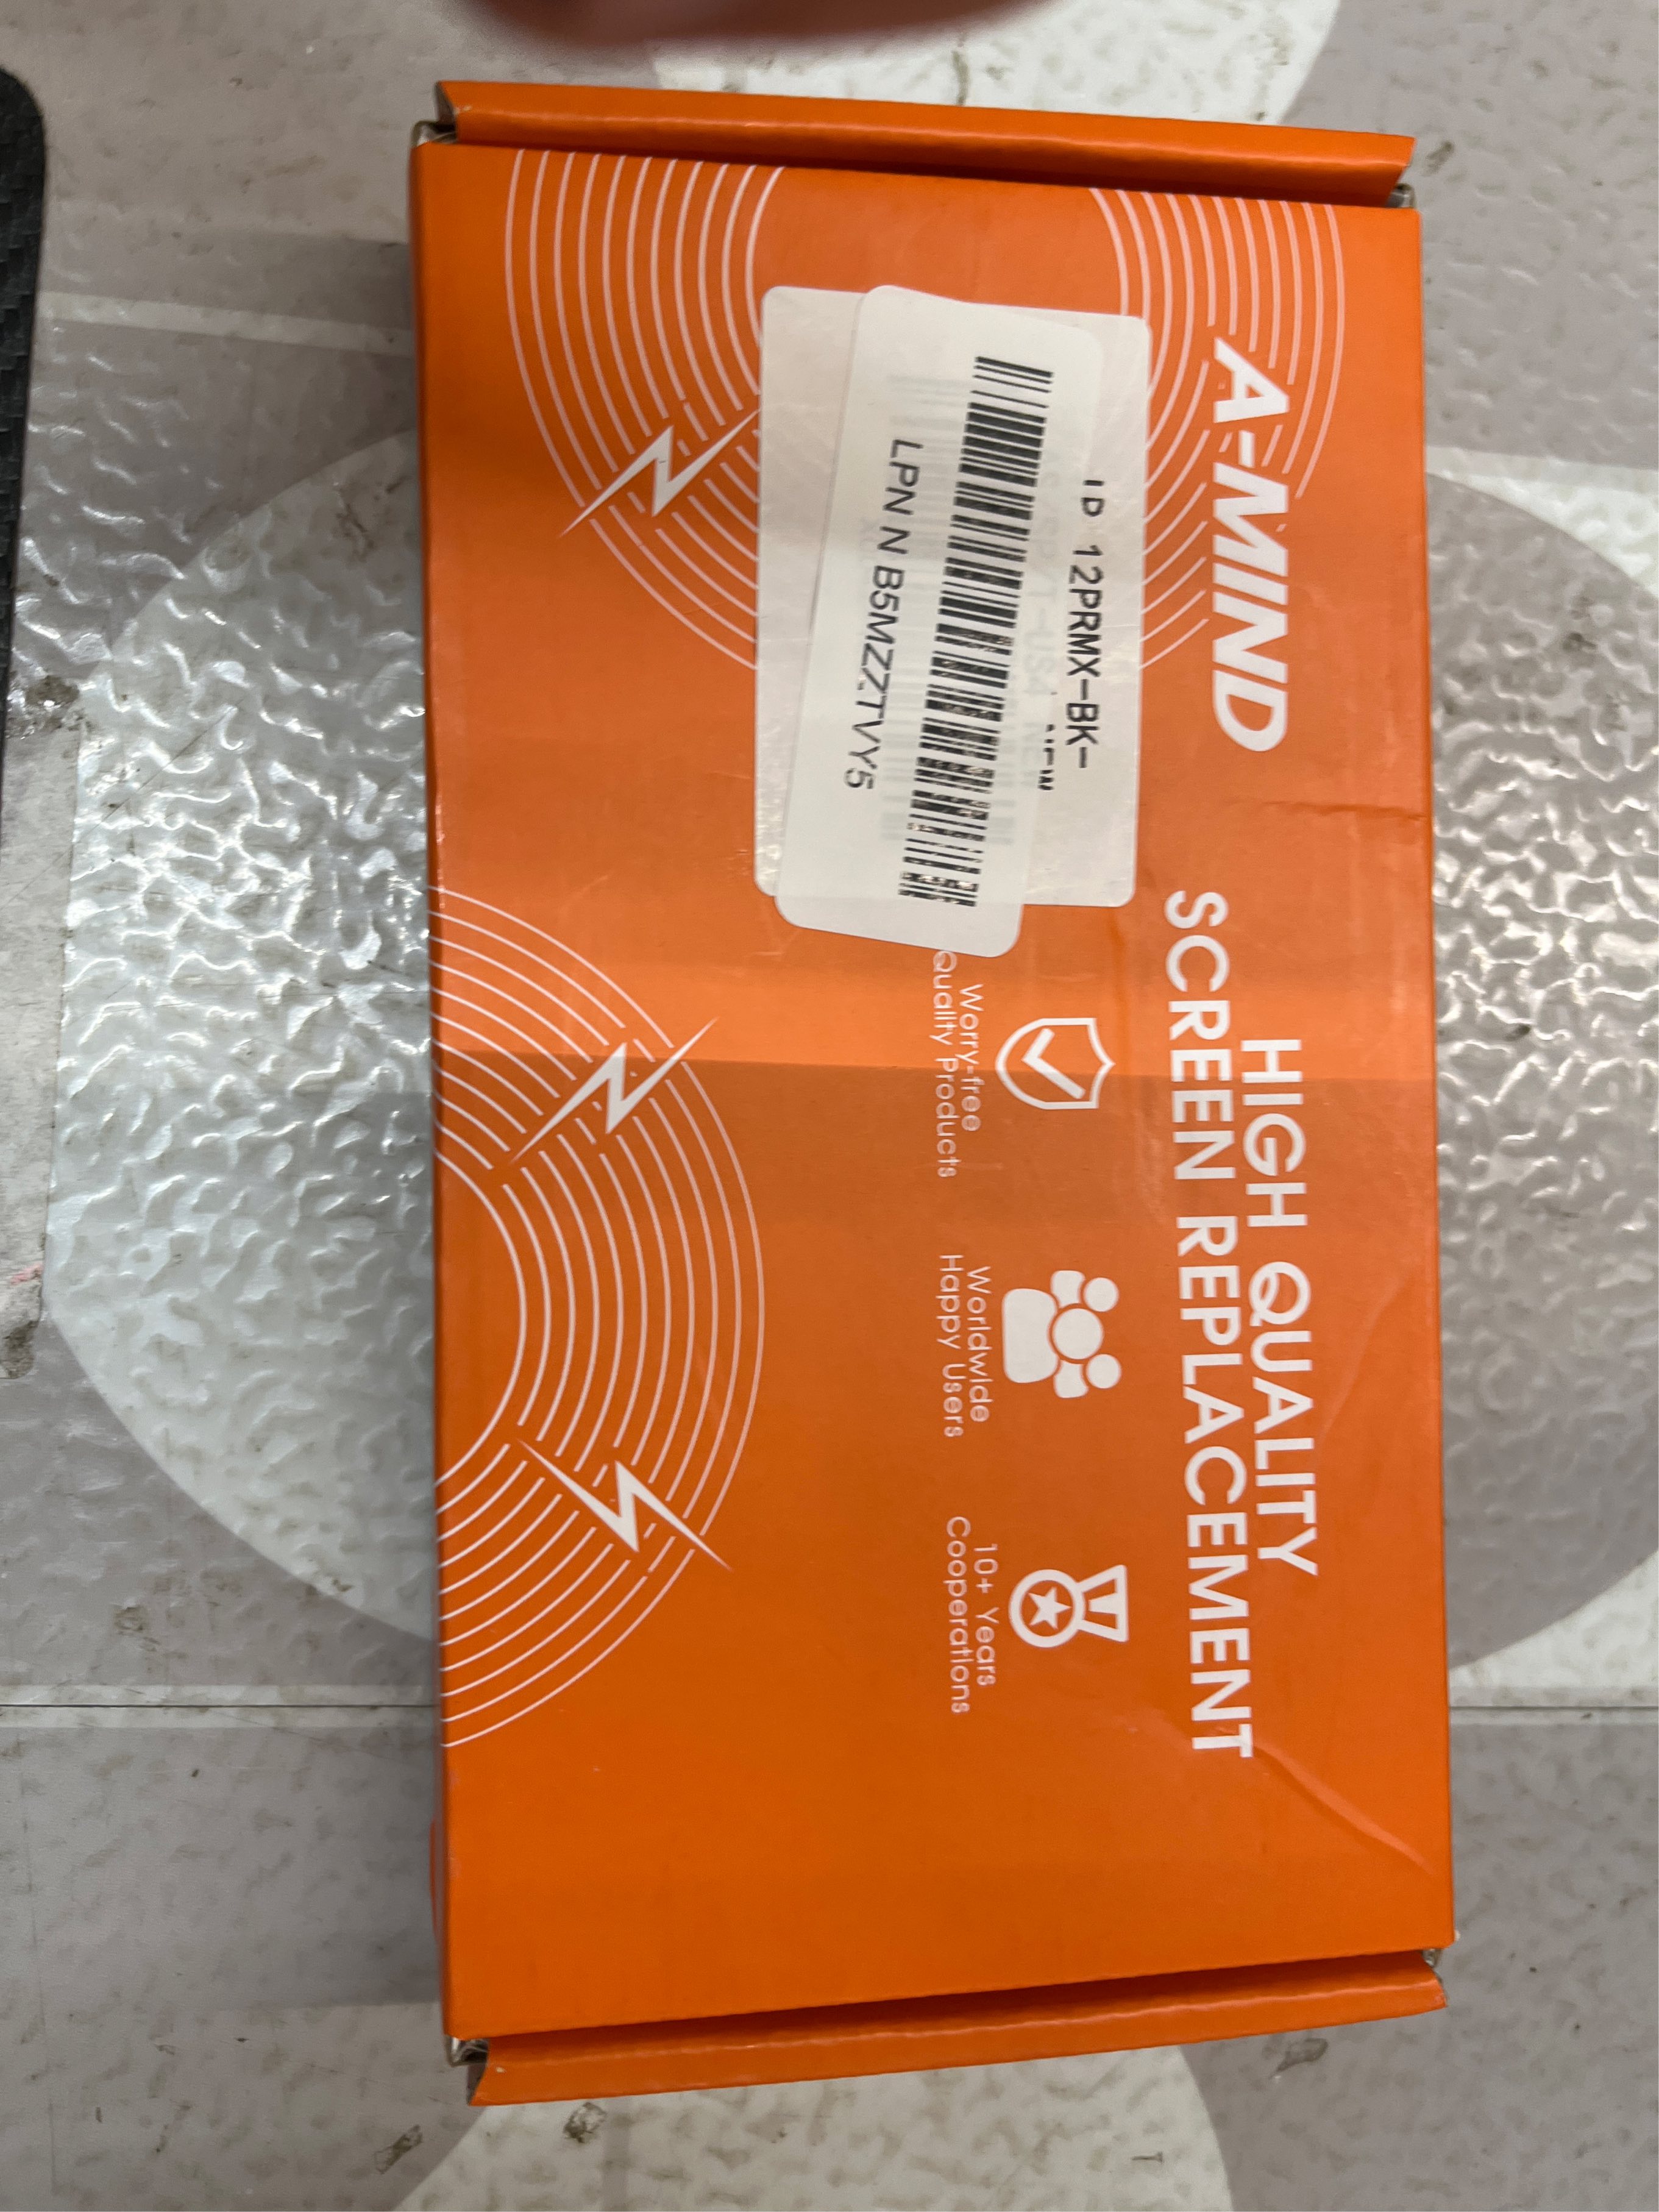 A-MIND
HIGH QUALITY
SCREEN REPLACEMENT
12PRMX-BK-
LPN N B5MZZTVY5
Worry-free
Quality Products
Worldwide
Happy Users
10+ Years
Cooperations